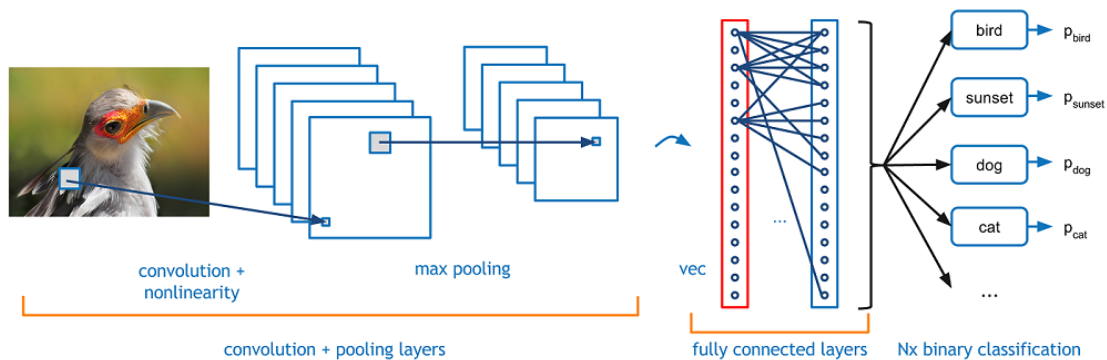 bird
p_bird
sunset
p_sunset
dog
p_dog
cat
p_cat
...
...
convolution +
nonlinearity
max pooling
vec
convolution + pooling layers
fully connected layers
Nx binary classification